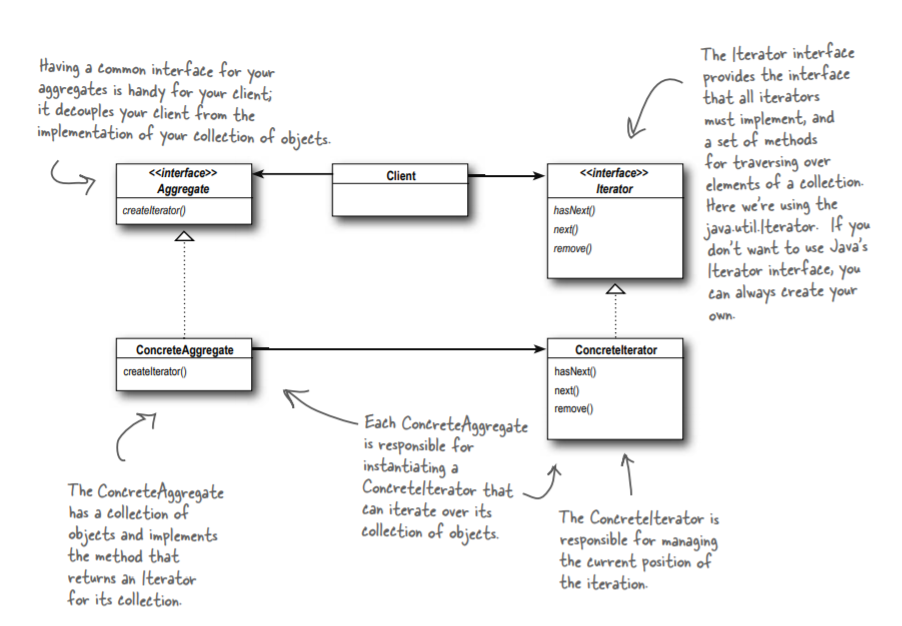 Having a common interface for your
aggregates is handy for your client;
it decouples your client from the
implementation of your collection of objects.
The Iterator interface
provides the interface
that all iterators
must implement, and
a set of methods
for traversing over
elements of a collection.
Here we're using the
java.util.Iterator. If you
don't want to use Java's
Iterator interface, you
can always create your
own.
<<interface>>
Aggregate
createIterator()
Client
<<interface>>
Iterator
hasNext()
next()
remove()
ConcreteAggregate
createIterator()
ConcreteIterator
hasNext()
next()
remove()
Each ConcreteAggregate
is responsible for
instantiating a
ConcreteIterator that
can iterate over its
collection of objects.
The ConcreteAggregate
has a collection of
objects and implements
the method that
returns an Iterator
for its collection.
The ConcreteIterator is
responsible for managing
the current position of
the iteration.